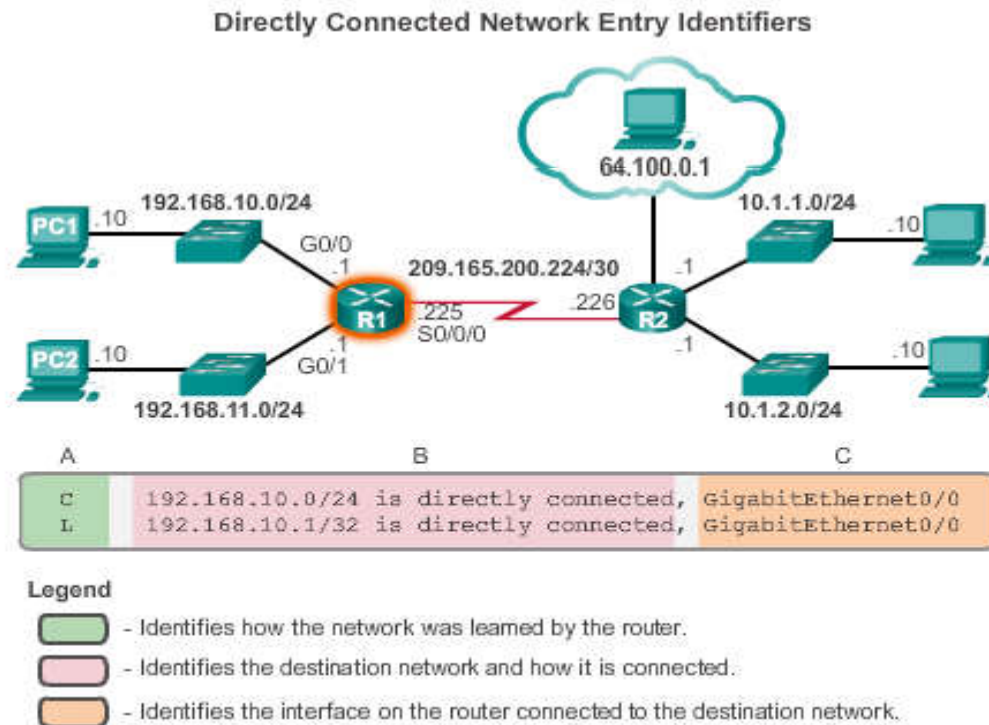 Directly Connected Network Entry Identifiers
64.100.0.1
192.168.10.0/24
10.1.1.0/24
PC1
.10
G0/0
.1
209.165.200.224/30
.1
.10
R1
.225
S0/0/0
.226
R2
PC2
.10
.1
G0/1
.1
.10
192.168.11.0/24
10.1.2.0/24
A B C
C 192.168.10.0/24 is directly connected, GigabitEthernet0/0
L 192.168.10.1/32 is directly connected, GigabitEthernet0/0
Legend
- Identifies how the network was learned by the router.
- Identifies the destination network and how it is connected.
- Identifies the interface on the router connected to the destination network.